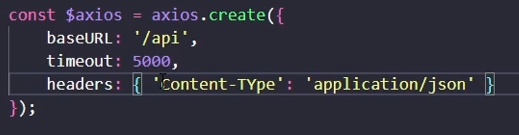 const $axios = axios.create({
    baseURL: '/api',
    timeout: 5000,
    headers: { 'Content-TYpe': 'application/json' }
});